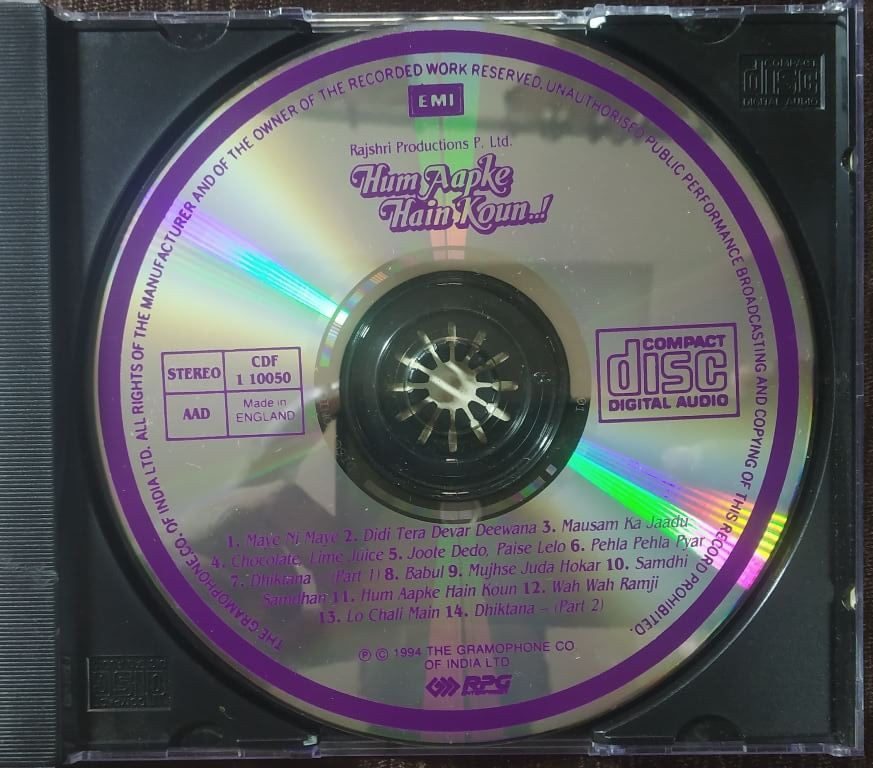 THE GRAMOPHONE CO. OF INDIA LTD. ALL RIGHTS OF THE MANUFACTURER AND OF THE OWNER OF THE RECORDED WORK RESERVED. UNAUTHORISED PUBLIC PERFORMANCE BROADCASTING AND COPYING OF THIS RECORD PROHIBITED.
EMI
Rajshri Productions P. Ltd.
Hum Aapke
Hain Koun..!
COMPACT
disc
DIGITAL AUDIO
STEREO
CDF
1 10050
AAD
Made in
ENGLAND
COMPACT
disc
DIGITAL AUDIO
1. Maye Ni Maye 2. Didi Tera Devar Deewana 3. Mausam Ka Jaadu
4. Chocolate, Lime Juice 5. Joote Dedo, Paise Lelo 6. Pehla Pehla Pyar
7. Dhiktana – (Part 1) 8. Babul 9. Mujhse Juda Hokar 10. Samdhi
Samdhan 11. Hum Aapke Hain Koun 12. Wah Wah Ramji
13. Lo Chali Main 14. Dhiktana – (Part 2)
Ⓟ © 1994 THE GRAMOPHONE CO
OF INDIA LTD
RPG
COMPACT
disc